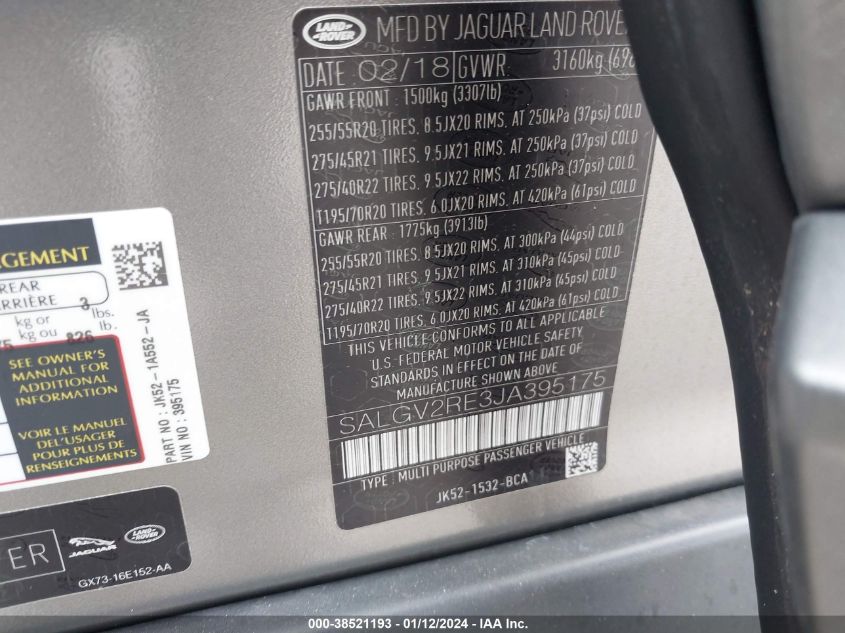 LAND ROVER MFD BY JAGUAR LAND ROVER
DATE 02/18 GVWR. 3160kg
GAWR FRONT : 1500kg (3307lb)
255/55R20 TIRES. 8.5JX20 RIMS. AT 250kPa (37psi) COLD
275/45R21 TIRES. 9.5JX21 RIMS. AT 250kPa (37psi) COLD
275/40R22 TIRES. 9.5JX22 RIMS. AT 250kPa (37psi) COLD
T195/70R20 TIRES. 6.0JX20 RIMS. AT 420kPa (61psi) COLD
GAWR REAR : 1775kg (3913lb)
255/55R20 TIRES. 8.5JX20 RIMS. AT 300kPa (44psi) COLD
275/45R21 TIRES. 9.5JX21 RIMS. AT 310kPa (45psi) COLD
275/40R22 TIRES. 9.5JX22 RIMS. AT 310kPa (45psi) COLD
T195/70R20 TIRES. 6.0JX20 RIMS. AT 420kPa (61psi) COLD
THIS VEHICLE CONFORMS TO ALL APPLICABLE
U.S. FEDERAL MOTOR VEHICLE SAFETY
STANDARDS IN EFFECT ON THE DATE OF
MANUFACTURE SHOWN ABOVE
SALGV2RE3JA395175
TYPE : MULTI PURPOSE PASSENGER VEHICLE
JK52-1532-BCA
REAR
3
kg or lbs.
kg ou lb.
826
SEE OWNER'S
MANUAL FOR
ADDITIONAL
INFORMATION
VOIR LE MANUEL
DEL'USAGER
POUR PLUS DE
RENSEIGNEMENTS
PART NO : JK52-1A552-JA
VIN NO : 395175
JAGUAR LAND ROVER
GX73-16E152-AA
000-38521193 - 01/12/2024 - IAAI.COM